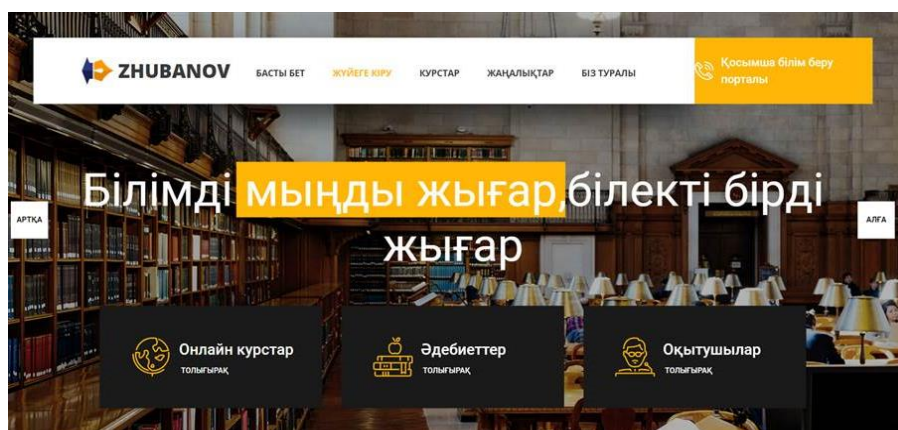 ZHUBANOV
БАСТЫ БЕТ
ЖҮЙЕГЕ КІРУ
КУРСТАР
ЖАҢАЛЫҚТАР
БІЗ ТУРАЛЫ
Қосымша білім беру
порталы
Білімді мыңды жығар,білекті бірді
жығар
АРТҚА
АЛҒА
Онлайн курстар
ТОЛЫҒЫРАҚ
Әдебиеттер
ТОЛЫҒЫРАҚ
Оқытушылар
ТОЛЫҒЫРАҚ